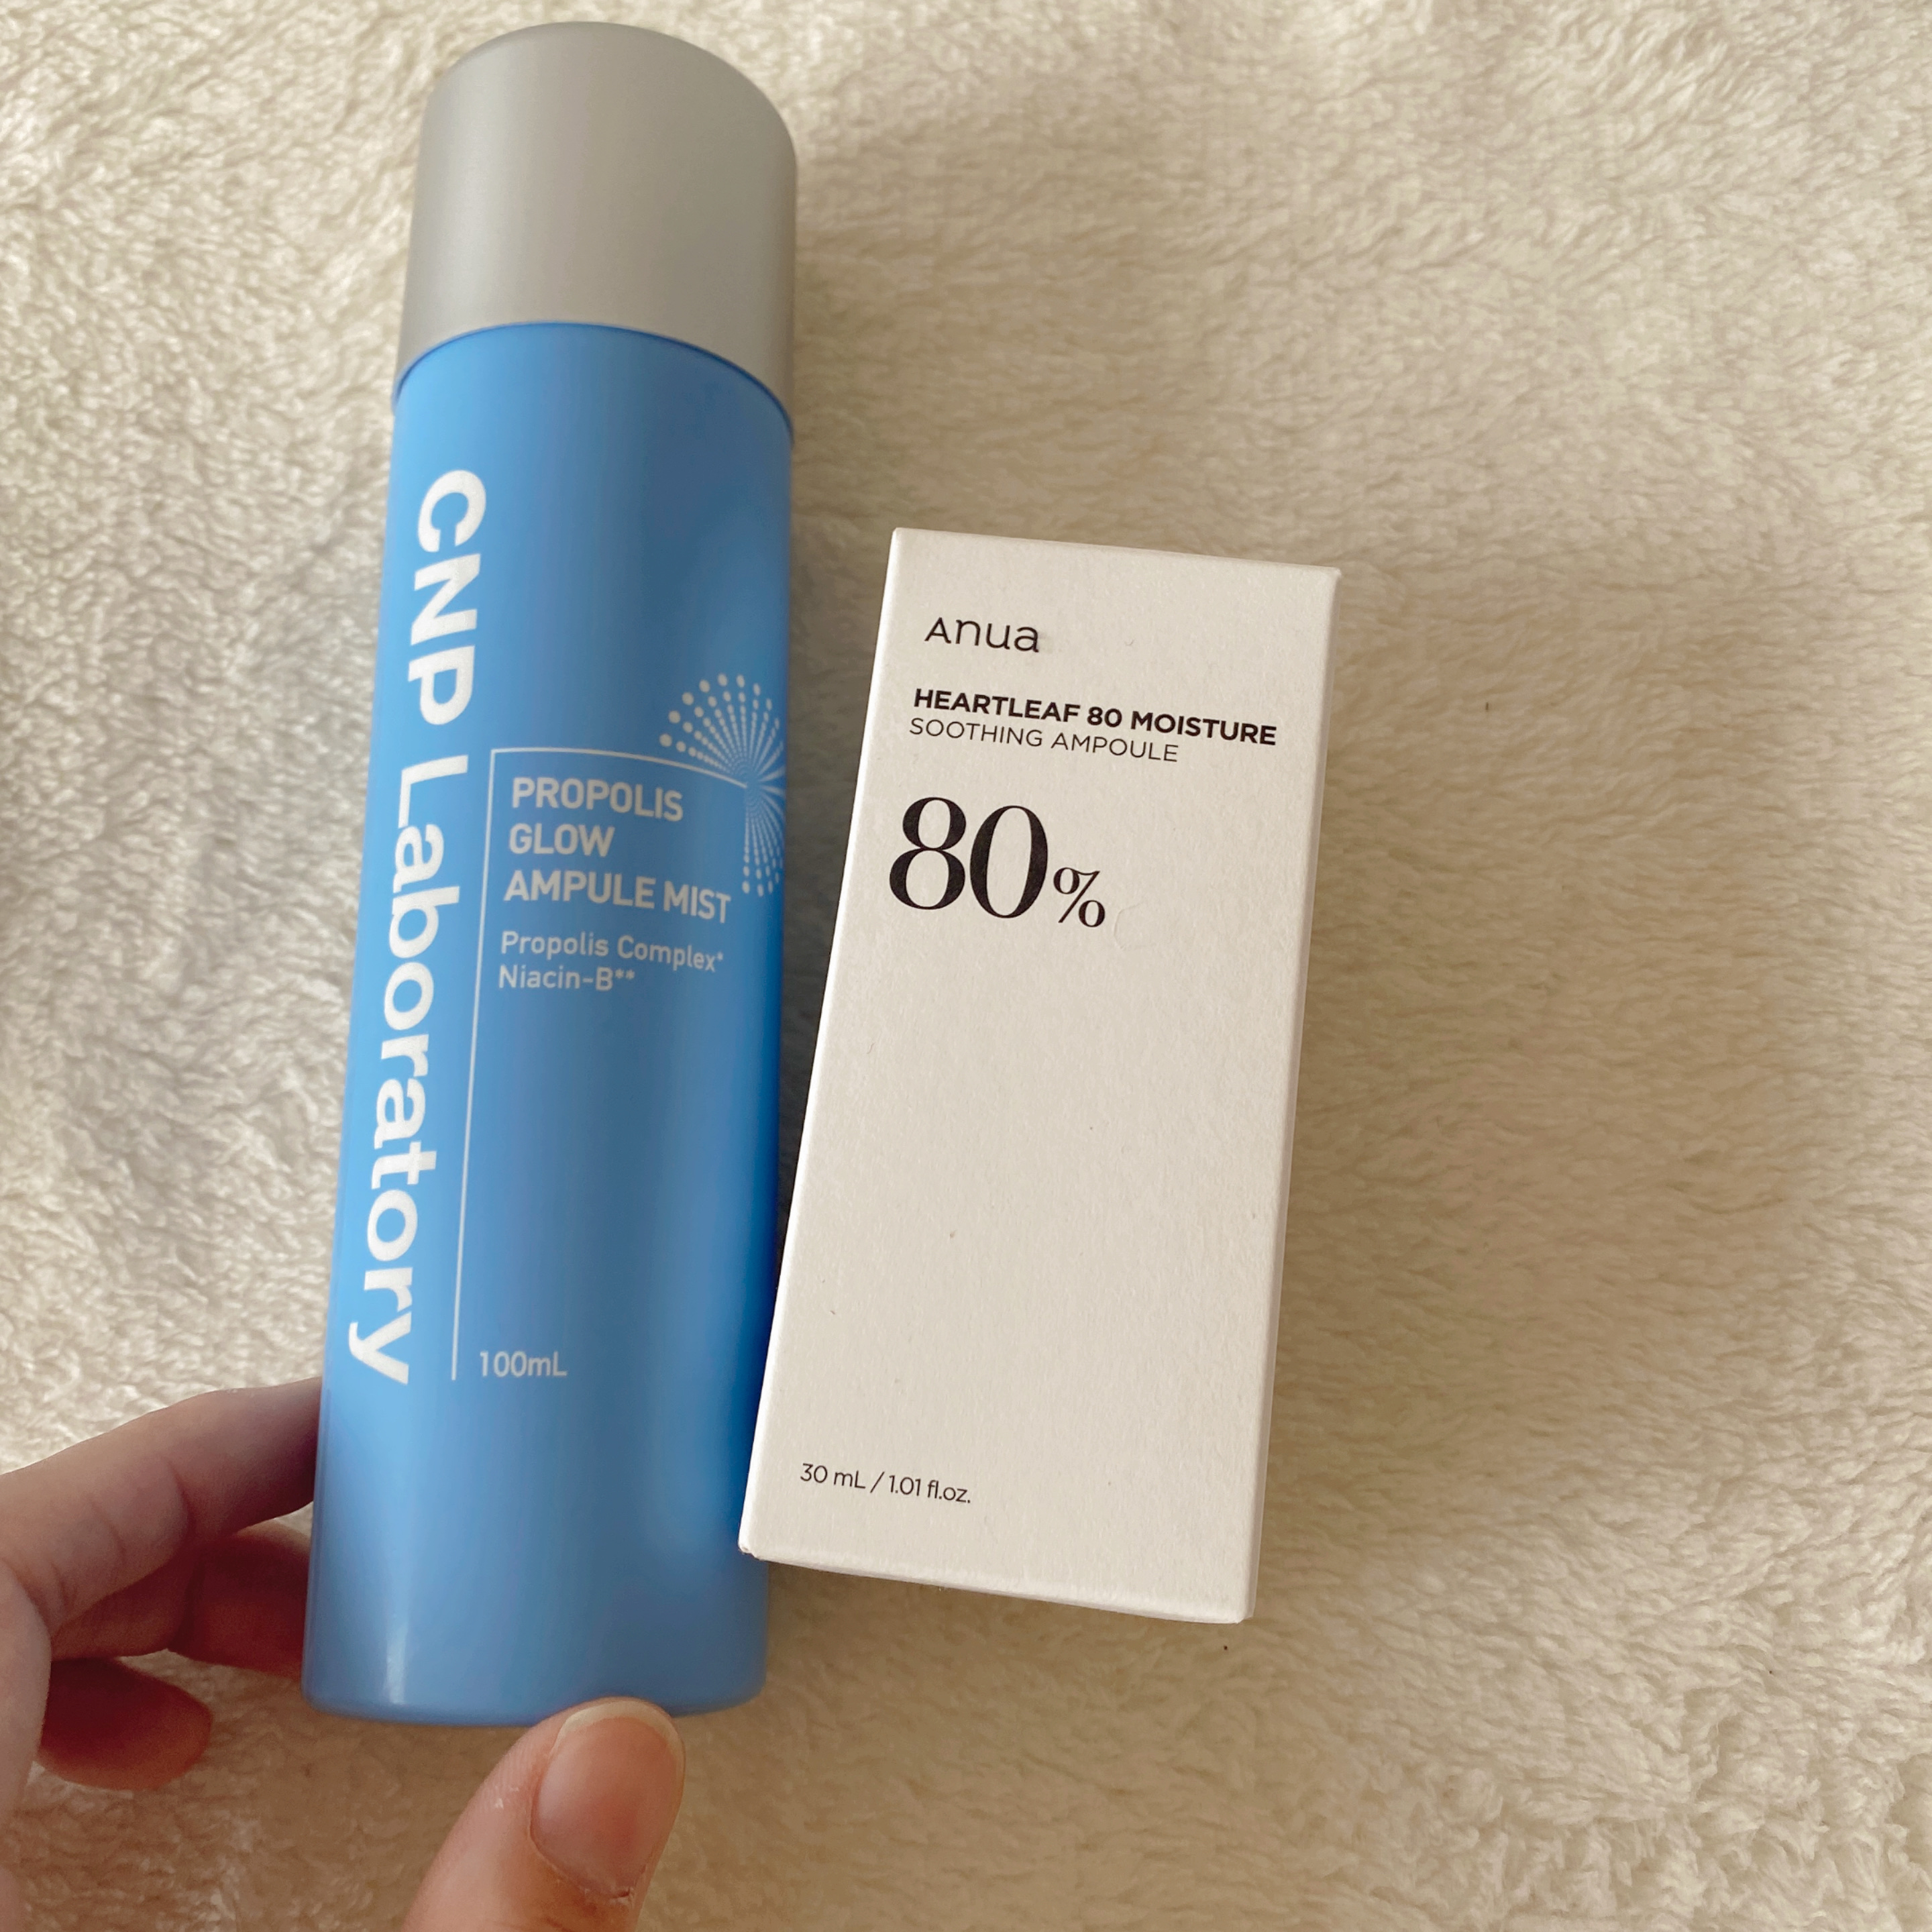 CNP Laboratory
PROPOLIS
GLOW
AMPULE MIST
Propolis Complex*
Niacin-B**
100mL
Anua
HEARTLEAF 80 MOISTURE
SOOTHING AMPOULE
80%
30 mL / 1.01 fl.oz.